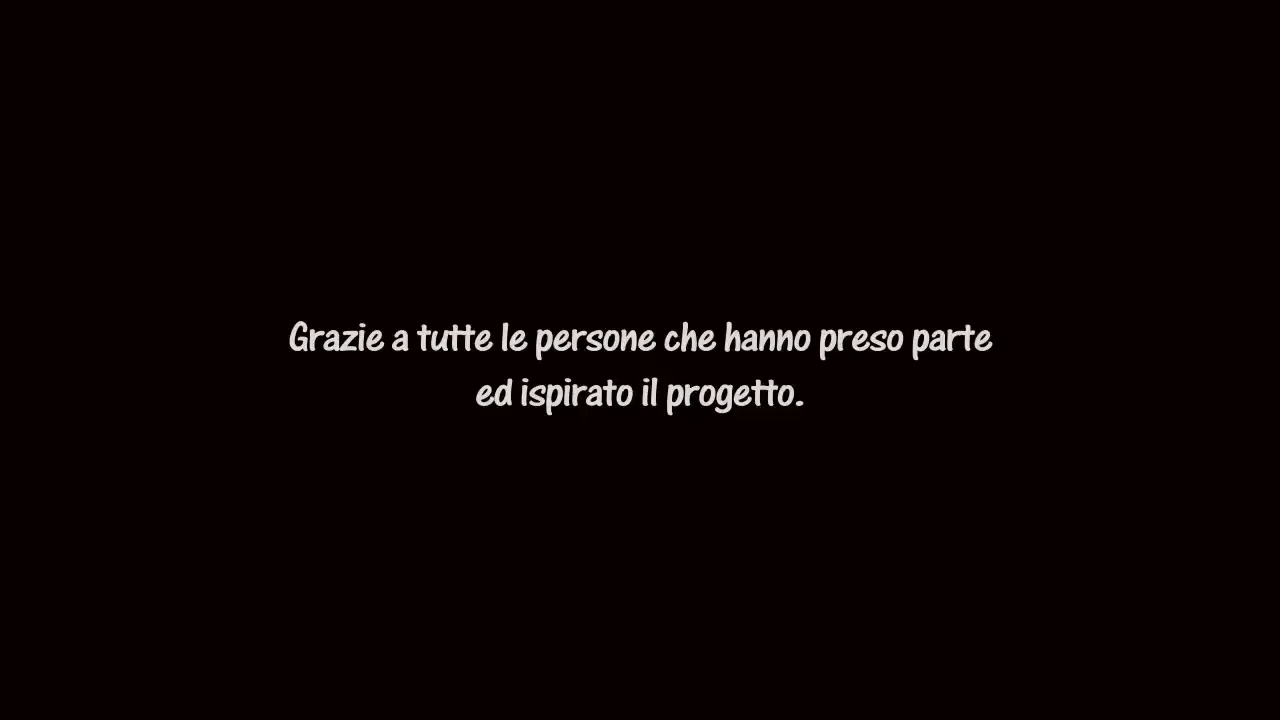 Grazie a tutte le persone che hanno preso parte
ed ispirato il progetto.